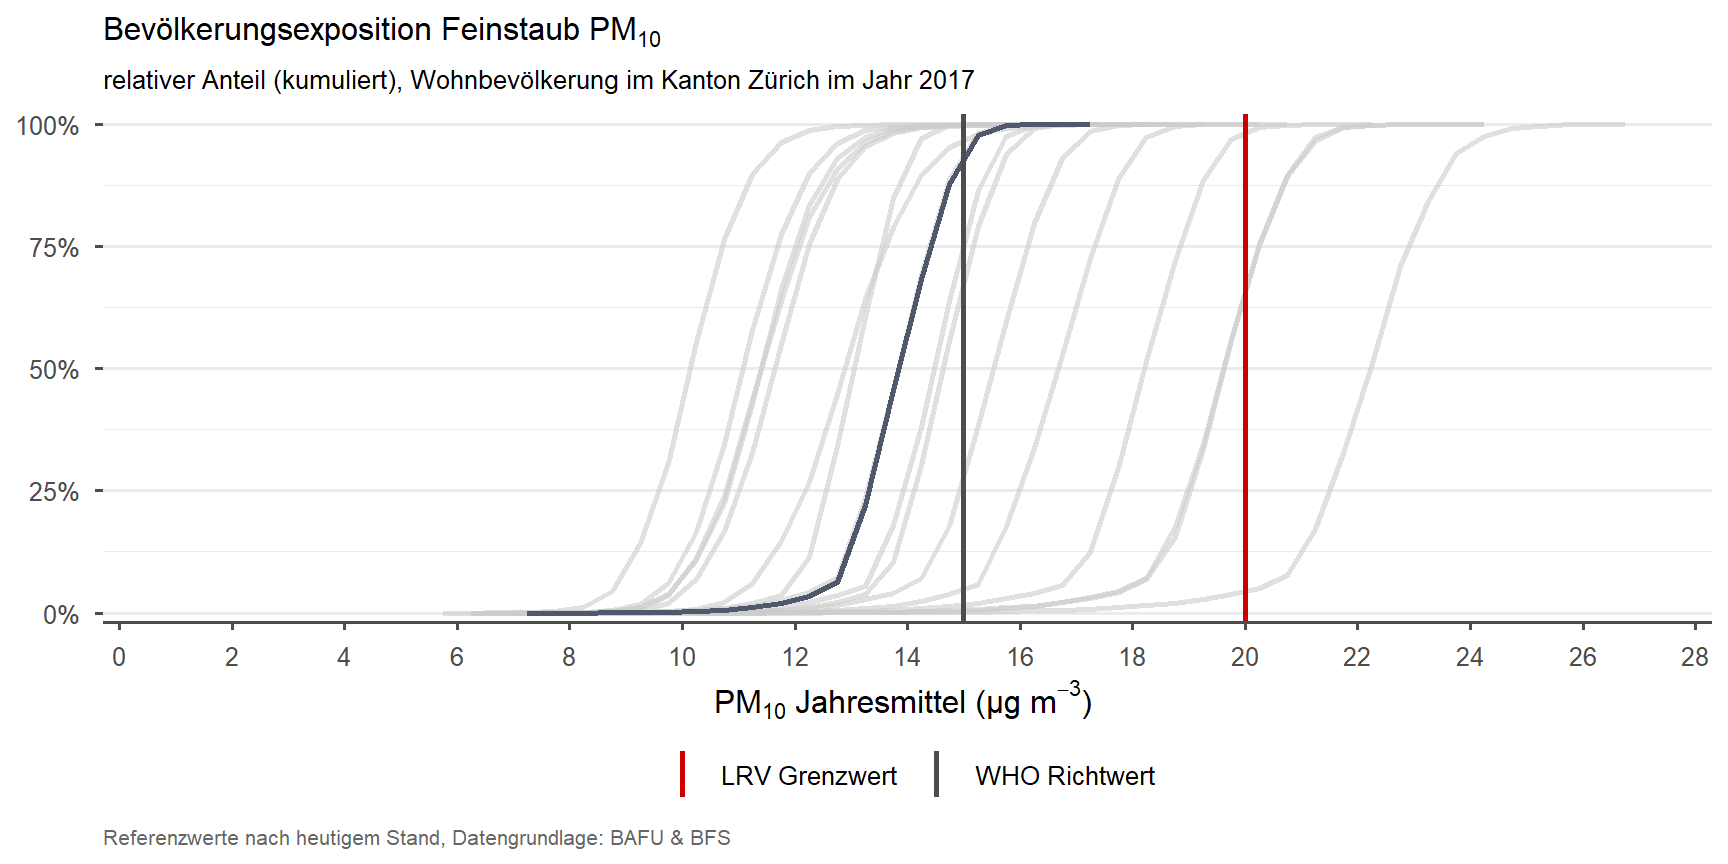 Bevölkerungsexposition Feinstaub PM₁₀
relativer Anteil (kumuliert), Wohnbevölkerung im Kanton Zürich im Jahr 2017
100%
75%
50%
25%
0%
0 2 4 6 8 10 12 14 16 18 20 22 24 26 28
PM₁₀ Jahresmittel (µg m⁻³)
LRV Grenzwert WHO Richtwert
Referenzwerte nach heutigem Stand, Datengrundlage: BAFU & BFS